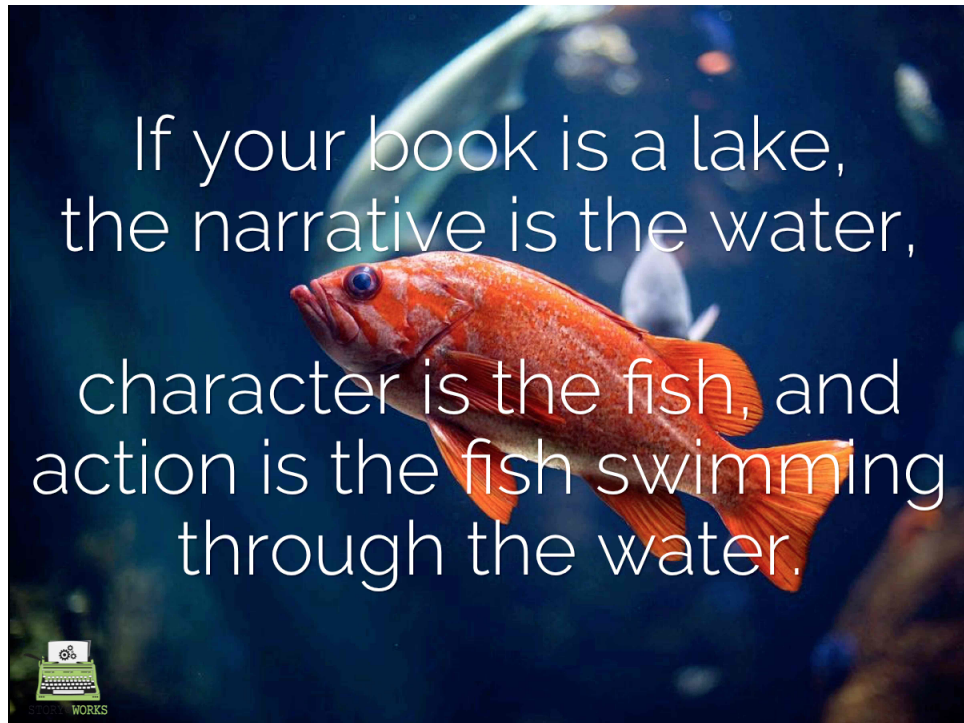 If your book is a lake,
the narrative is the water,
character is the fish, and
action is the fish swimming
through the water.
STORY WORKS